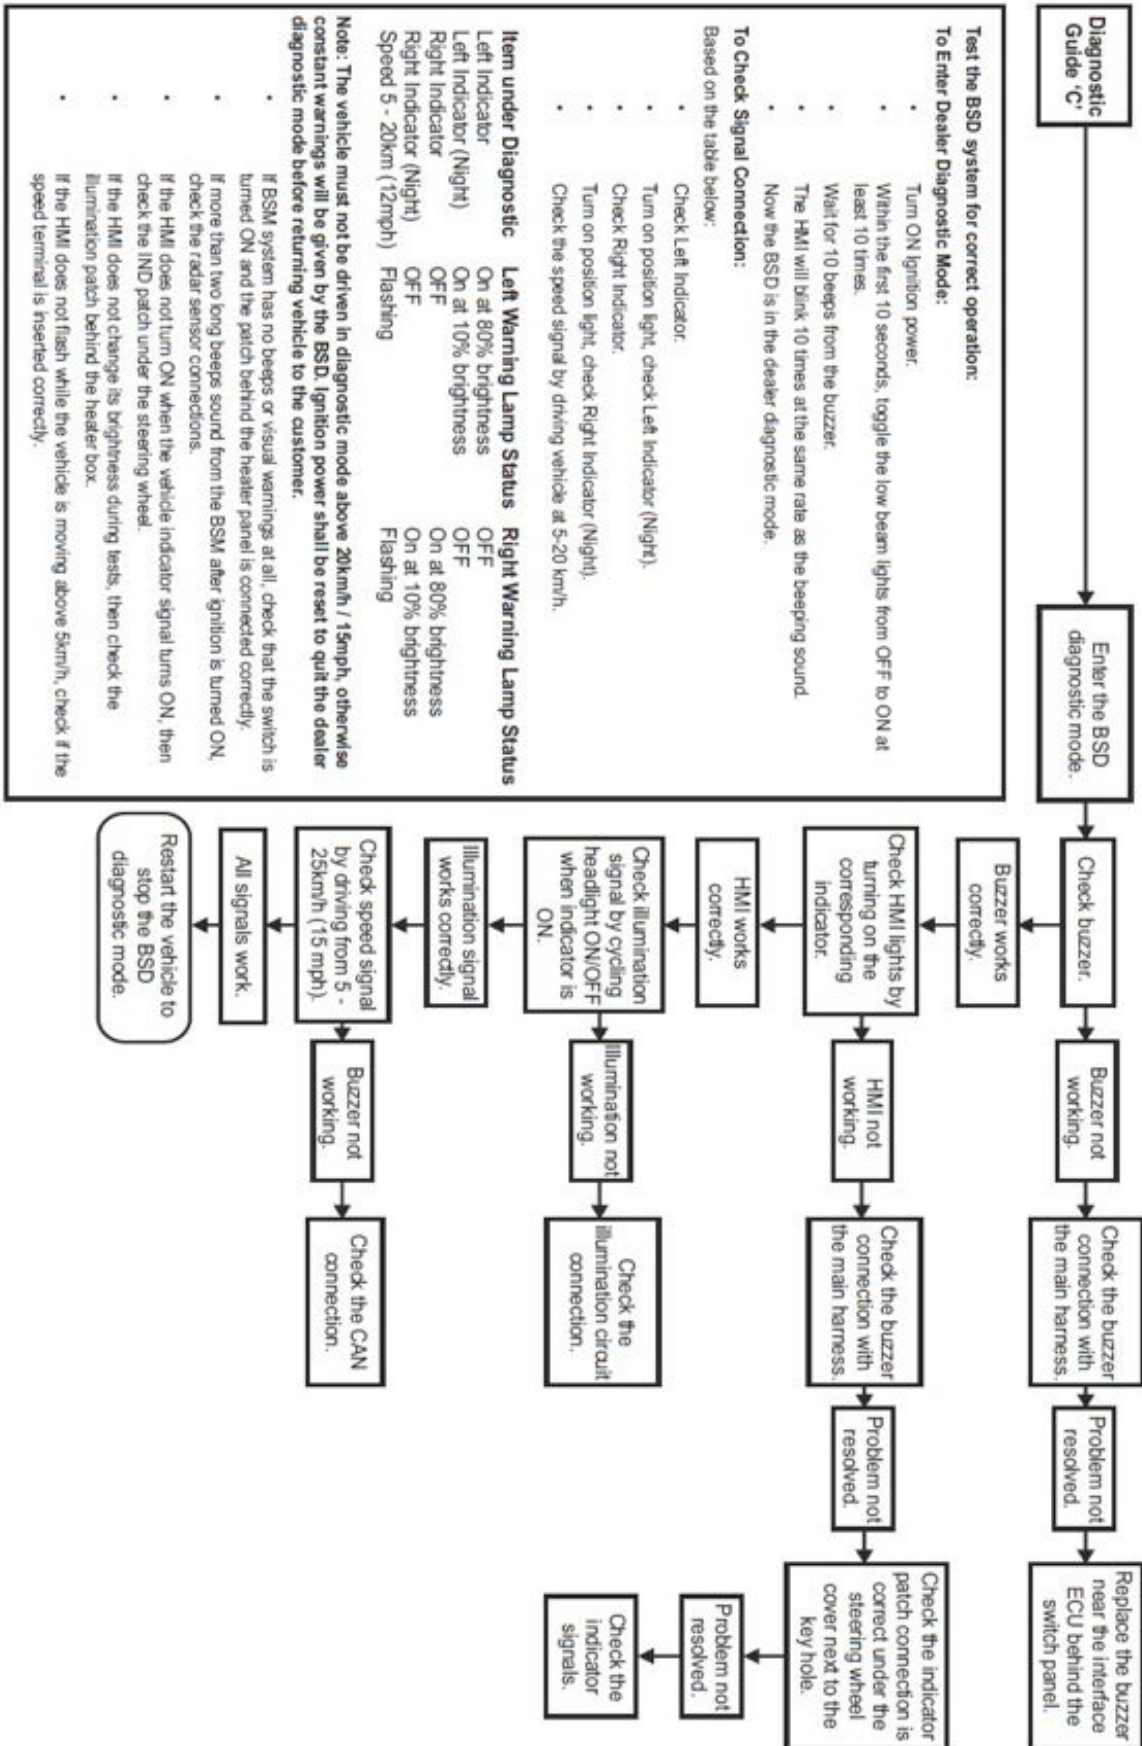 Diagnostic
Guide 'C'
Enter the BSD
diagnostic mode.
Check buzzer.
Buzzer not
working.
Check the buzzer
connection with
the main harness.
Problem not
resolved.
Replace the buzzer
near the interface
ECU behind the
switch panel.
Buzzer works
correctly.
Check HMI lights by
turning on the
corresponding
indicator.
HMI not
working.
Check the buzzer
connection with
the main harness.
Problem not
resolved.
Check the indicator
patch connection is
correct under the
steering wheel
cover next to the
key hole.
Problem not
resolved.
Check the
indicator
signals.
HMI works
correctly.
Check illumination
signal by cycling
headlight ON/OFF
when indicator is
ON.
Illumination not
working.
Check the
illumination circuit
connection.
Illumination signal
works correctly.
Check speed signal
by driving from 5 -
25km/h (15 mph).
Buzzer not
working.
Check the CAN
connection.
All signals work.
Restart the vehicle to
stop the BSD
diagnostic mode.
Test the BSD system for correct operation:
To Enter Dealer Diagnostic Mode:
• Turn ON Ignition power.
• Within the first 10 seconds, toggle the low beam lights from OFF to ON at
least 10 times.
• Wait for 10 beeps from the buzzer.
• The HMI will blink 10 times at the same rate as the beeping sound.
• Now the BSD is in the dealer diagnostic mode.
To Check Signal Connection:
Based on the table below:
• Check Left Indicator.
• Turn on position light, check Left Indicator (Night).
• Check Right Indicator.
• Turn on position light, check Right Indicator (Night).
• Check the speed signal by driving vehicle at 5-20 km/h.
Item under Diagnostic Left Warning Lamp Status Right Warning Lamp Status
Left Indicator On at 80% brightness OFF
Left Indicator (Night) On at 10% brightness OFF
Right Indicator OFF On at 80% brightness
Right Indicator (Night) OFF On at 10% brightness
Speed 5 - 20km (12mph) Flashing Flashing
Note: The vehicle must not be driven in diagnostic mode above 20km/h / 15mph, otherwise
constant warnings will be given by the BSD. Ignition power shall be reset to quit the dealer
diagnostic mode before returning vehicle to the customer.
• If BSM system has no beeps or visual warnings at all, check that the switch is
turned ON and the patch behind the heater panel is connected correctly.
• If more than two long beeps sound from the BSM after ignition is turned ON,
check the radar sensor connections.
• If the HMI does not turn ON when the vehicle indicator signal turns ON, then
check the IND patch under the steering wheel.
• If the HMI does not change its brightness during tests, then check the
illumination patch behind the heater box.
• If the HMI does not flash while the vehicle is moving above 5km/h, check if the
speed terminal is inserted correctly.